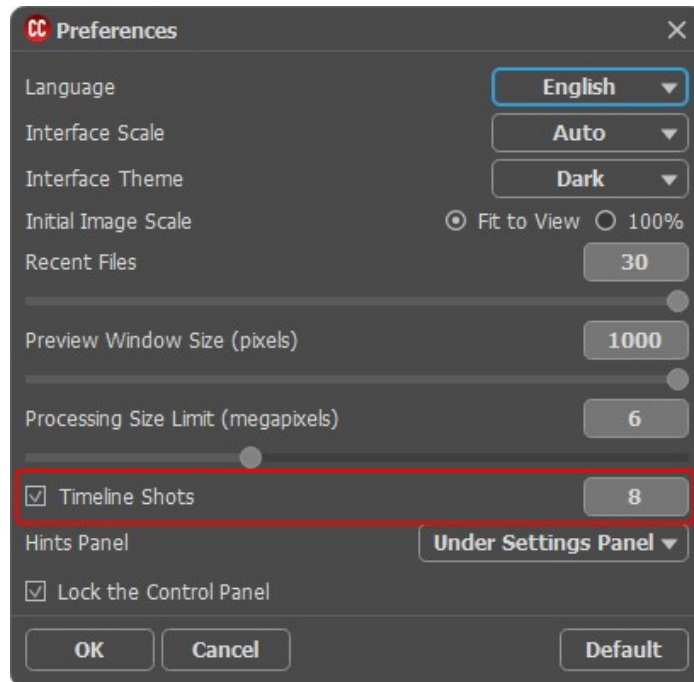 CC Preferences
Language English
Interface Scale Auto
Interface Theme Dark
Initial Image Scale Fit to View 100%
Recent Files 30
Preview Window Size (pixels) 1000
Processing Size Limit (megapixels) 6
Timeline Shots 8
Hints Panel Under Settings Panel
Lock the Control Panel
OK Cancel Default